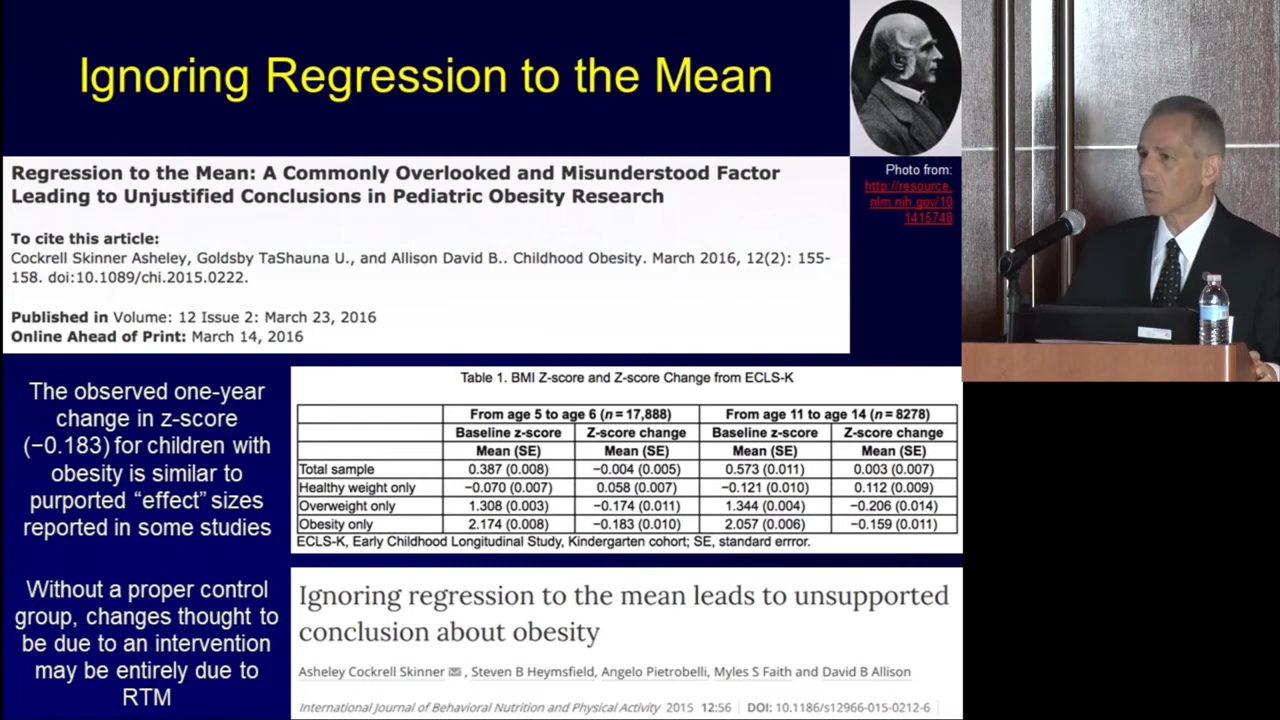 Ignoring Regression to the Mean
Photo from:
http://resource.
nlm.nih.gov/10
1415748
Regression to the Mean: A Commonly Overlooked and Misunderstood Factor
Leading to Unjustified Conclusions in Pediatric Obesity Research
To cite this article:
Cockrell Skinner Asheley, Goldsby TaShauna U., and Allison David B.. Childhood Obesity. March 2016, 12(2): 155-
158. doi:10.1089/chi.2015.0222.
Published in Volume: 12 Issue 2: March 23, 2016
Online Ahead of Print: March 14, 2016
The observed one-year
change in z-score
(−0.183) for children with
obesity is similar to
purported “effect” sizes
reported in some studies
Table 1. BMI Z-score and Z-score Change from ECLS-K
From age 5 to age 6 (n = 17,888) From age 11 to age 14 (n = 8278)
Baseline z-score Z-score change Baseline z-score Z-score change
Mean (SE) Mean (SE) Mean (SE) Mean (SE)
Total sample 0.387 (0.008) −0.004 (0.005) 0.573 (0.011) 0.003 (0.007)
Healthy weight only −0.070 (0.007) 0.058 (0.007) −0.121 (0.010) 0.112 (0.009)
Overweight only 1.308 (0.003) −0.174 (0.011) 1.344 (0.004) −0.206 (0.014)
Obesity only 2.174 (0.008) −0.183 (0.010) 2.057 (0.006) −0.159 (0.011)
ECLS-K, Early Childhood Longitudinal Study, Kindergarten cohort; SE, standard errror.
Without a proper control
group, changes thought to
be due to an intervention
may be entirely due to
RTM
Ignoring regression to the mean leads to unsupported
conclusion about obesity
Asheley Cockrell Skinner, Steven B Heymsfield, Angelo Pietrobelli, Myles S Faith and David B Allison
International Journal of Behavioral Nutrition and Physical Activity 2015 12:56 DOI: 10.1186/s12966-015-0212-6